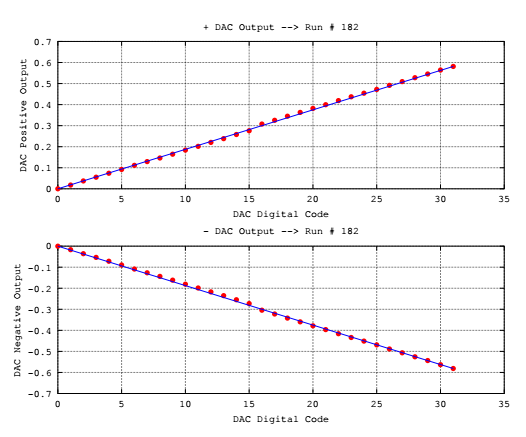 + DAC Output --> Run # 182
0.7
0.6
0.5
0.4
0.3
0.2
0.1
0
DAC Positive Output
0 5 10 15 20 25 30 35
DAC Digital Code
- DAC Output --> Run # 182
0
-0.1
-0.2
-0.3
-0.4
-0.5
-0.6
-0.7
DAC Negative Output
0 5 10 15 20 25 30 35
DAC Digital Code